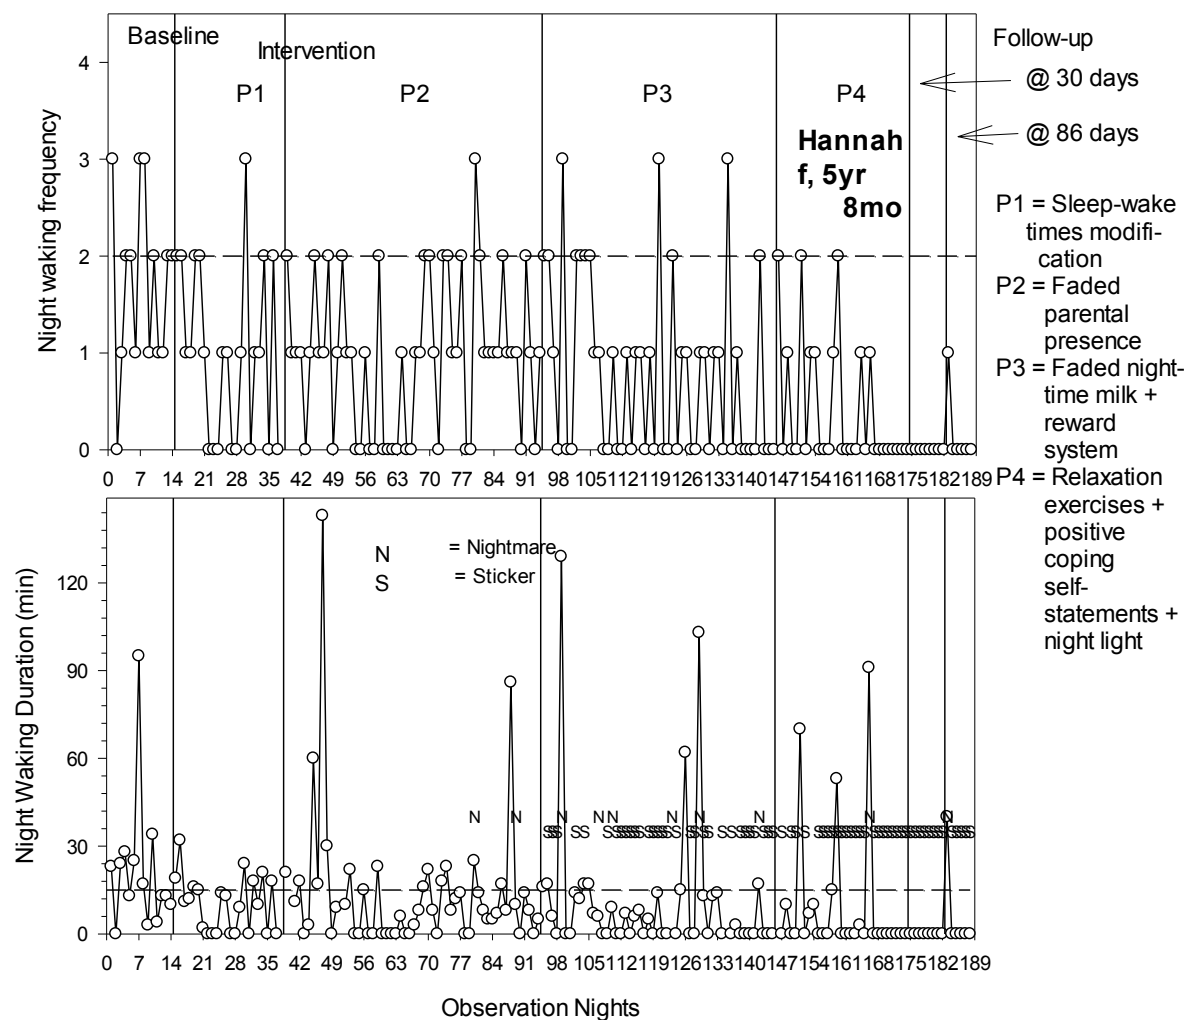 Baseline
Intervention
P1
P2
P3
P4
Hannah
f, 5yr
8mo
Follow-up
@ 30 days
@ 86 days
P1 = Sleep-wake
times modifi-
cation
P2 = Faded
parental
presence
P3 = Faded night-
time milk +
reward
system
P4 = Relaxation
exercises +
positive
coping
self-
statements +
night light
Night waking frequency
4
3
2
1
0
0 7 14 21 28 35 42 49 56 63 70 77 84 91 98 105 112 119 126 133 140 147 154 161 168 175 182 189
N = Nightmare
S = Sticker
Night Waking Duration (min)
120
90
60
30
0
N N N N N N N N N N
0 7 14 21 28 35 42 49 56 63 70 77 84 91 98 105 112 119 126 133 140 147 154 161 168 175 182 189
Observation Nights